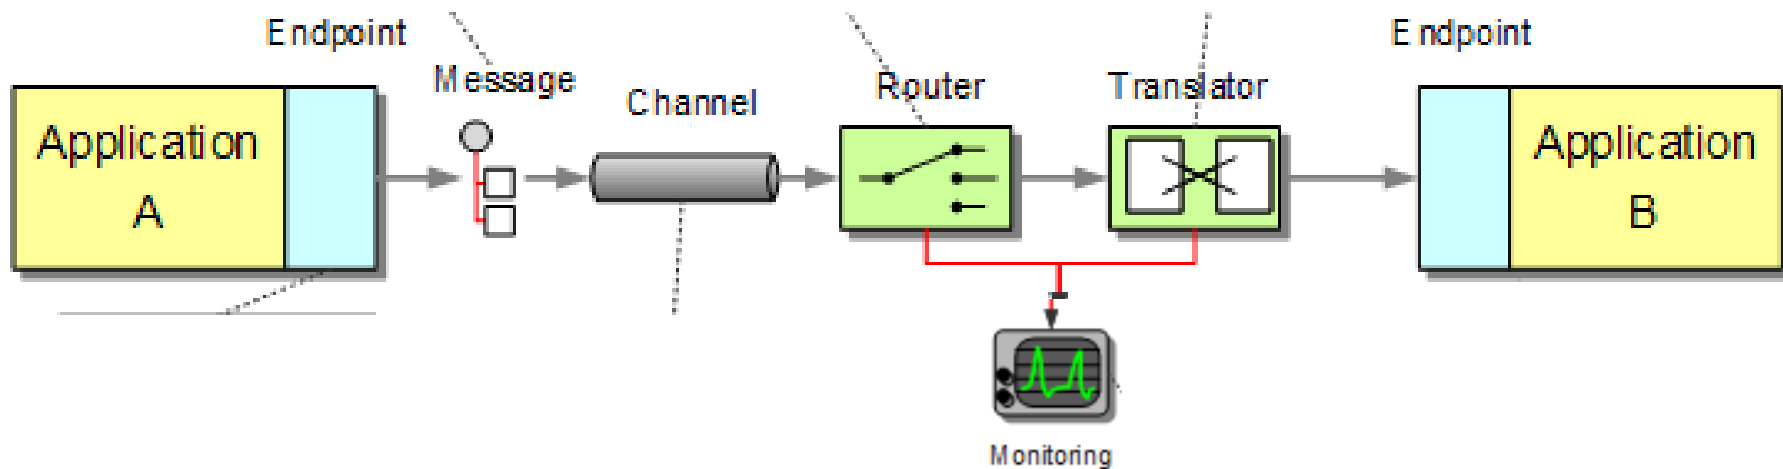 Endpoint
Endpoint
Message
Channel
Router
Translator
Application
A
Application
B
Monitoring